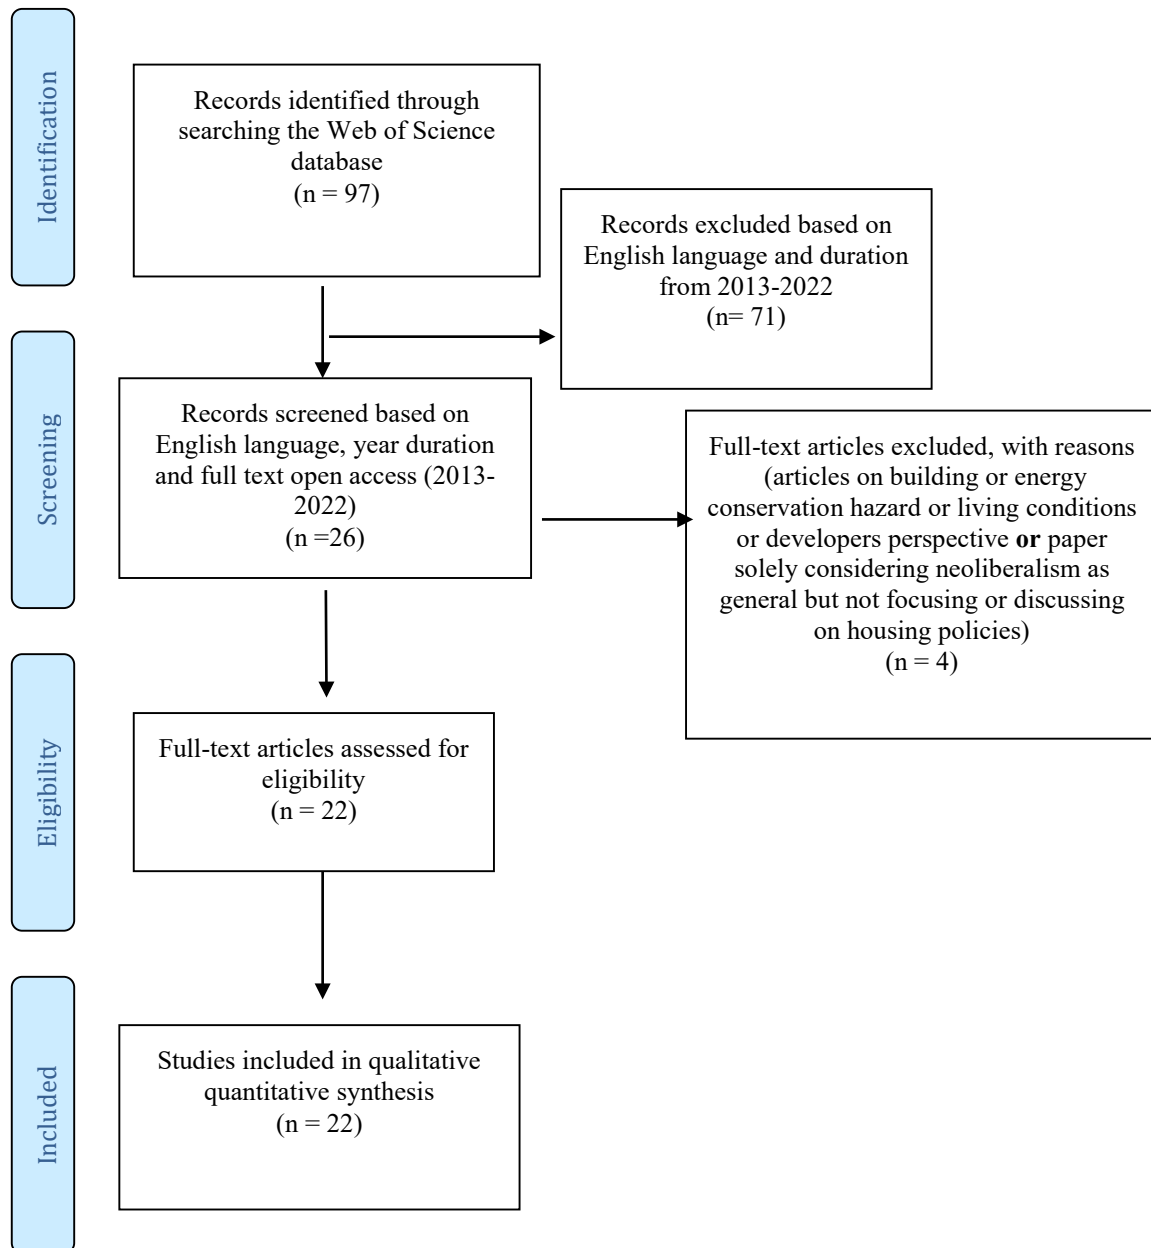 Identification
Records identified through
searching the Web of Science
database
(n = 97)
Records excluded based on
English language and duration
from 2013-2022
(n= 71)
Screening
Records screened based on
English language, year duration
and full text open access (2013-
2022)
(n =26)
Full-text articles excluded, with reasons
(articles on building or energy
conservation hazard or living conditions
or developers perspective or paper
solely considering neoliberalism as
general but not focusing or discussing
on housing policies)
(n = 4)
Eligibility
Full-text articles assessed for
eligibility
(n = 22)
Included
Studies included in qualitative
quantitative synthesis
(n = 22)